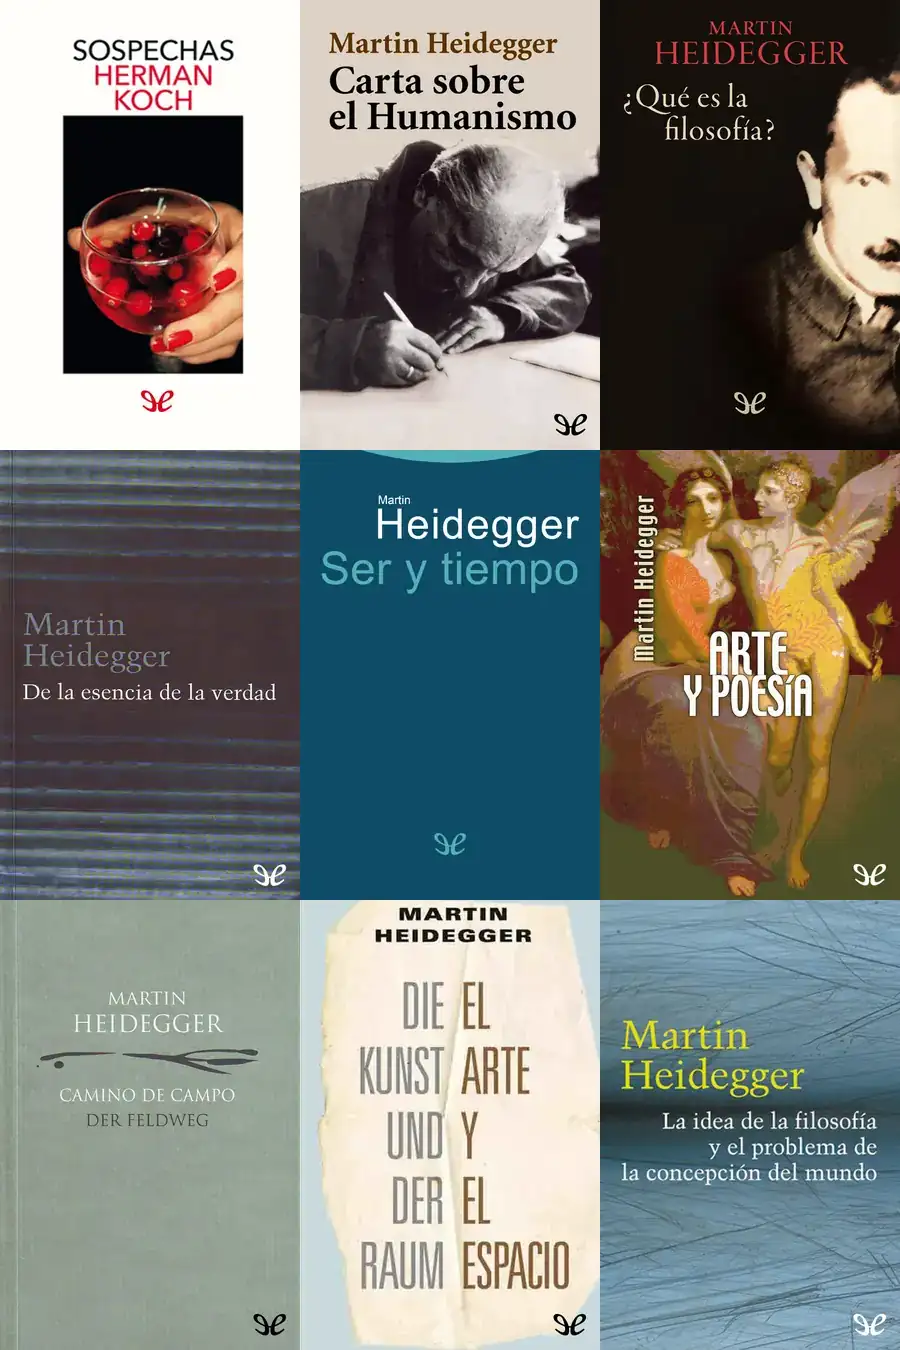 SOSPECHAS
HERMAN
KOCH
Martin Heidegger
Carta sobre
el Humanismo
MARTIN
HEIDEGGER
¿Qué es la
filosofía?
Martin
Heidegger
De la esencia de la verdad
Martin
Heidegger
Ser y tiempo
Martin Heidegger
ARTE
Y POESÍA
MARTIN
HEIDEGGER
CAMINO DE CAMPO
DER FELDWEG
MARTIN
HEIDEGGER
DIE EL
KUNST ARTE
UND Y
DER EL
RAUM ESPACIO
Martin
Heidegger
La idea de la filosofía
y el problema de
la concepción del mundo